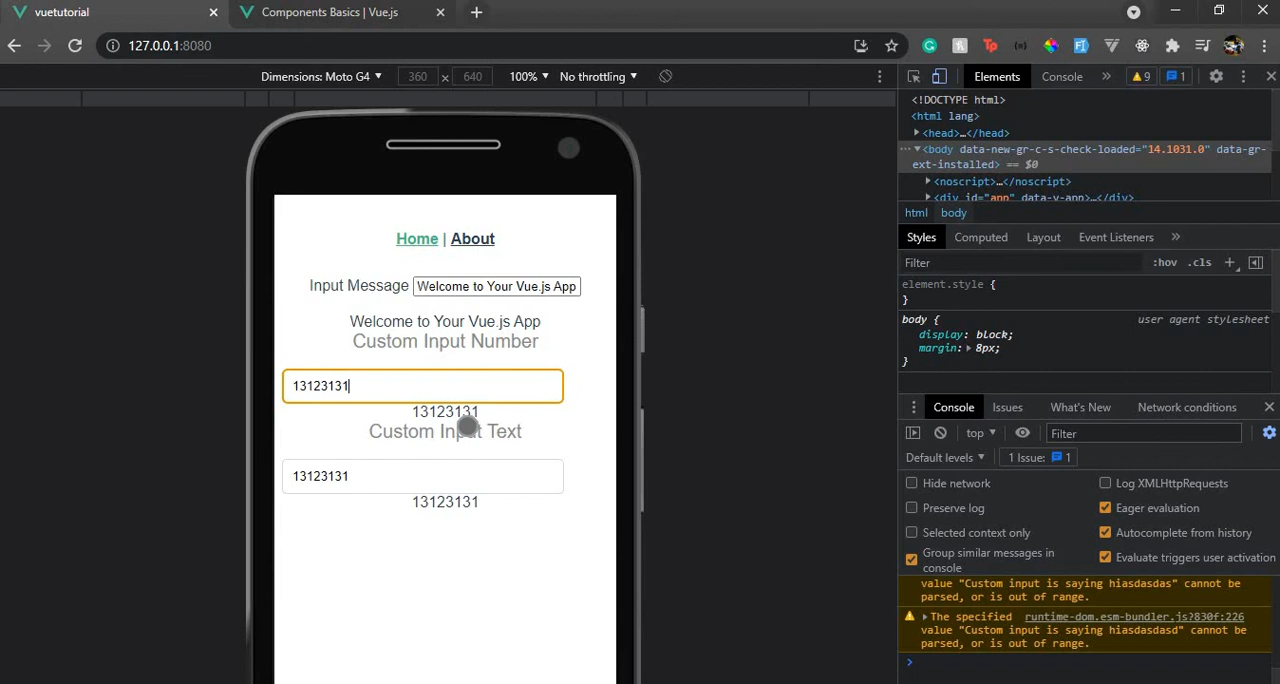 vuetutorial
Components Basics | Vue.js
127.0.0.1:8080
Dimensions: Moto G4 360 x 640 100% No throttling
Elements Console 9 1
<!DOCTYPE html>
<html lang>
<head>…</head>
<body data-new-gr-c-s-check-loaded="14.1031.0" data-gr-
ext-installed> == $0
<noscript>…</noscript>
<div id="app" data-v-app>…</div>
html body
Styles Computed Layout Event Listeners
Filter :hov .cls
element.style {
}
body { user agent stylesheet
display: block;
margin: 8px;
}
Home | About
Input Message Welcome to Your Vue.js App
Welcome to Your Vue.js App
Custom Input Number
13123131
13123131
Custom Input Text
13123131
13123131
Console Issues What's New Network conditions
top Filter
Default levels 1 Issue: 1
Hide network Log XMLHttpRequests
Preserve log Eager evaluation
Selected context only Autocomplete from history
Group similar messages in
console
Evaluate triggers user activation
value "Custom input is saying hiasdasdas" cannot be
parsed, or is out of range.
The specified runtime-dom.esm-bundler.js?830f:226
value "Custom input is saying hiasdasdasd" cannot be
parsed, or is out of range.